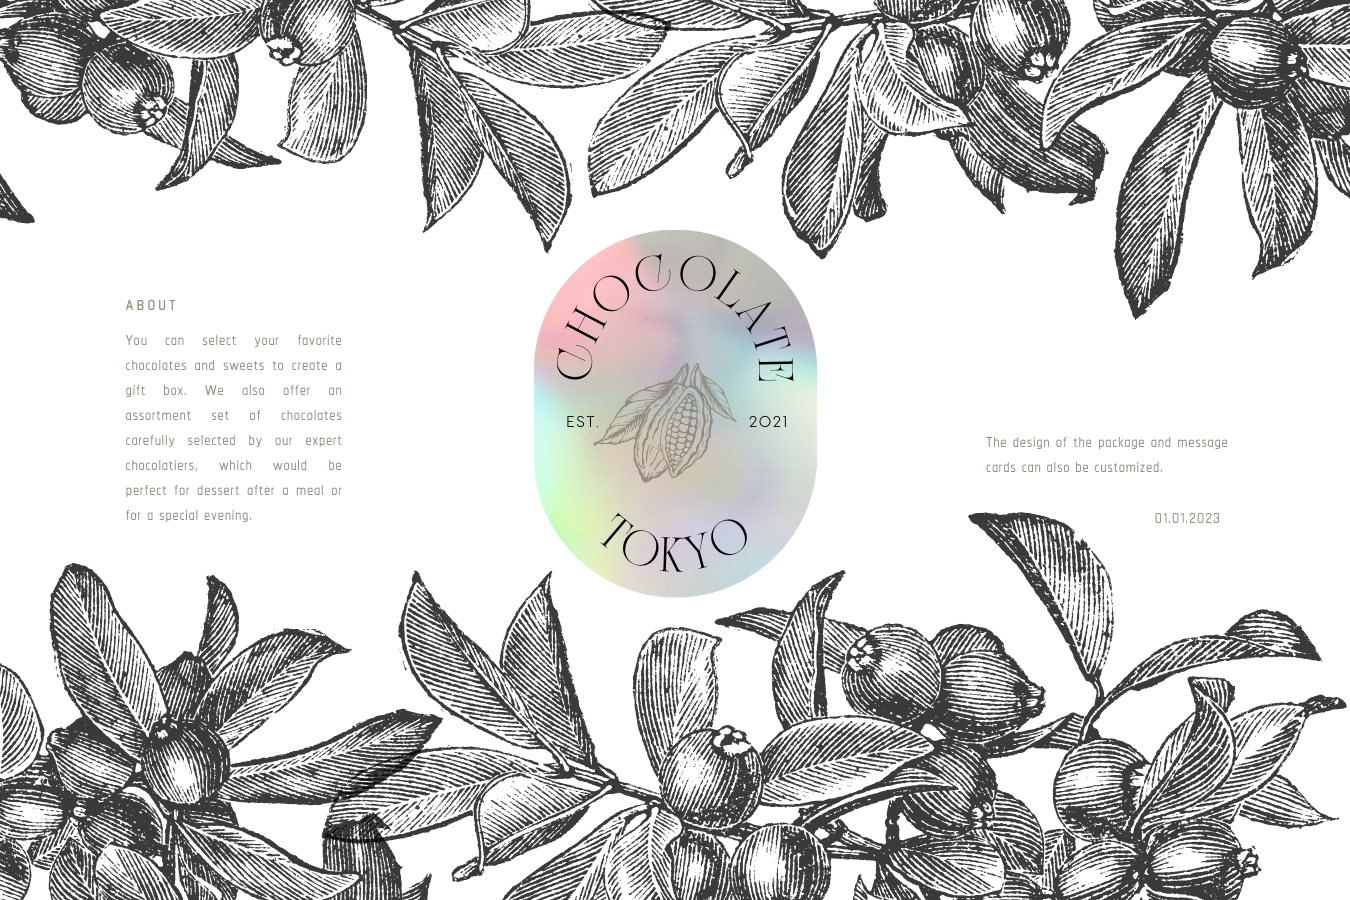 ABOUT
You can select your favorite
chocolates and sweets to create a
gift box. We also offer an
assortment set of chocolates
carefully selected by our expert
chocolatiers, which would be
perfect for dessert after a meal or
for a special evening.
CHOCOLATE
EST. 2021
TOKYO
The design of the package and message
cards can also be customized.
01.01.2023